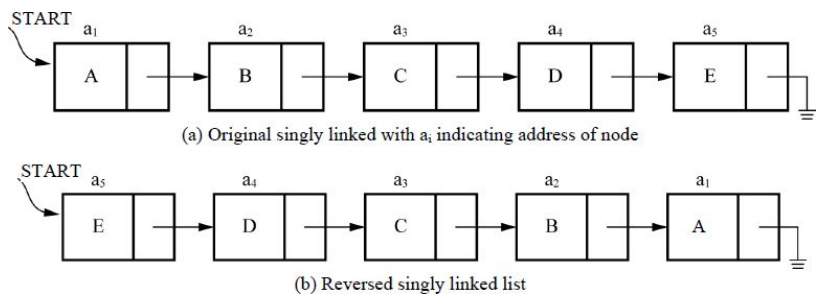 START
a₁ a₂ a₃ a₄ a₅
A B C D E
(a) Original singly linked with aᵢ indicating address of node
START
a₅ a₄ a₃ a₂ a₁
E D C B A
(b) Reversed singly linked list